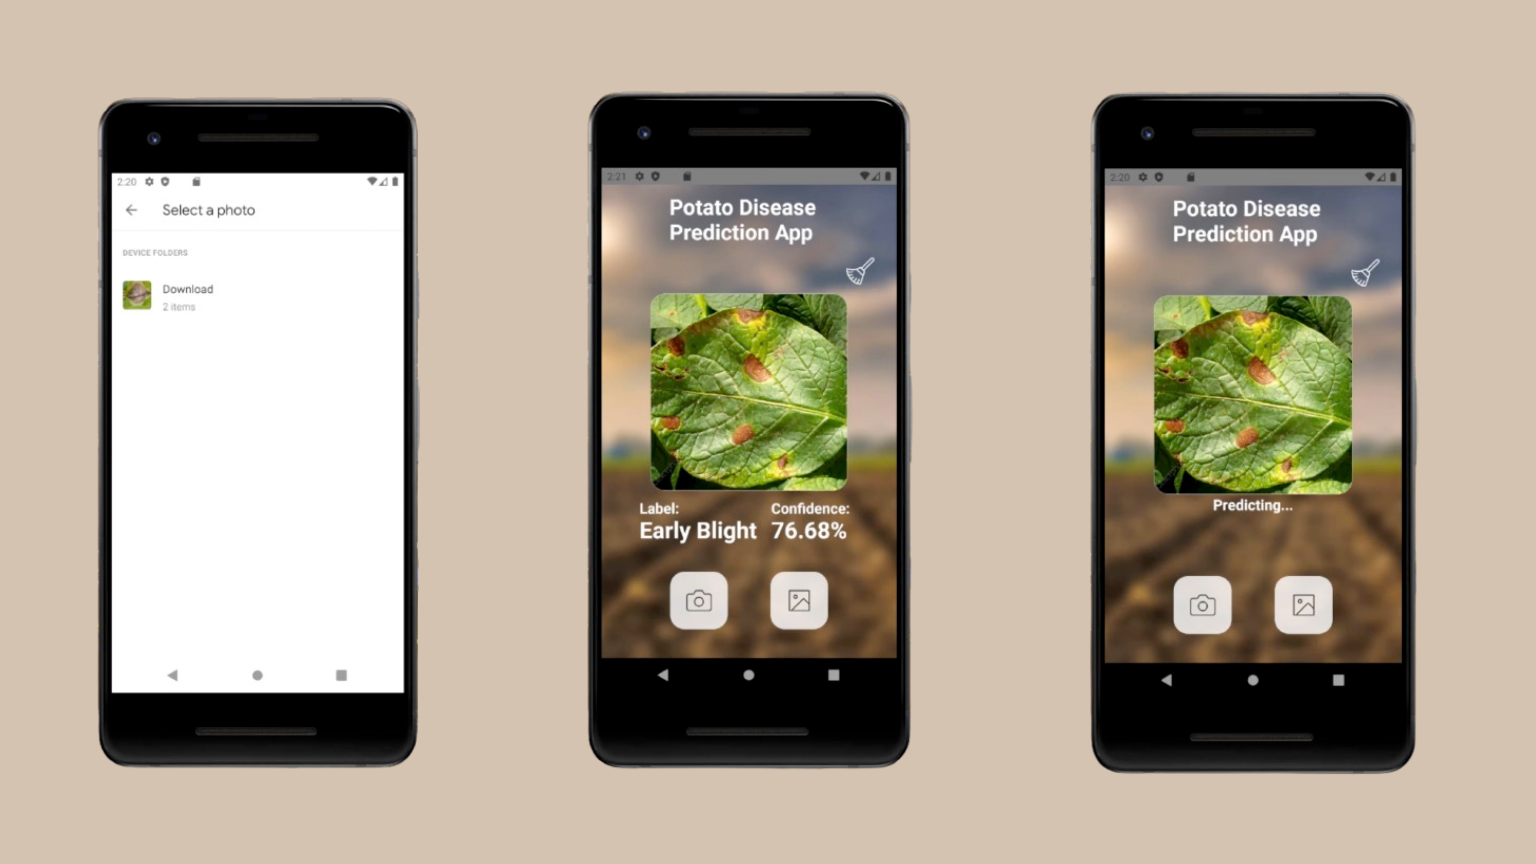 2:20
Select a photo
DEVICE FOLDERS
Download
2 items
2:21
Potato Disease
Prediction App
Label:
Early Blight
Confidence:
76.68%
2:20
Potato Disease
Prediction App
Predicting...